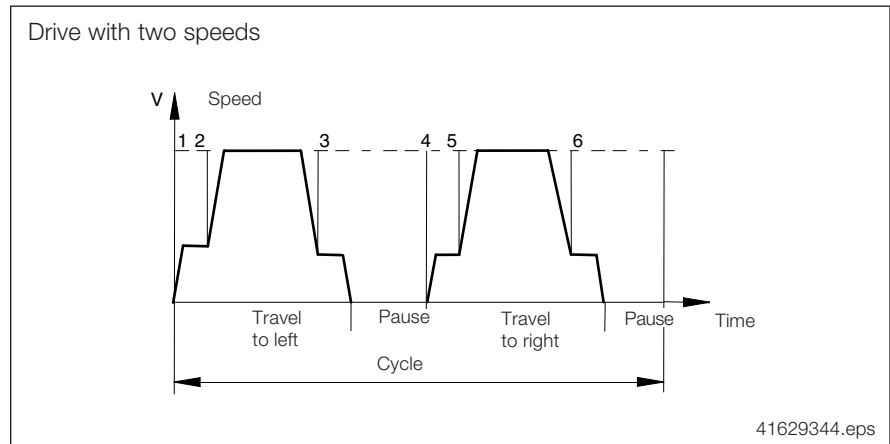 Drive with two speeds
V Speed
1 2 3 4 5 6
Travel to left
Pause
Travel to right
Pause
Time
Cycle
41629344.eps